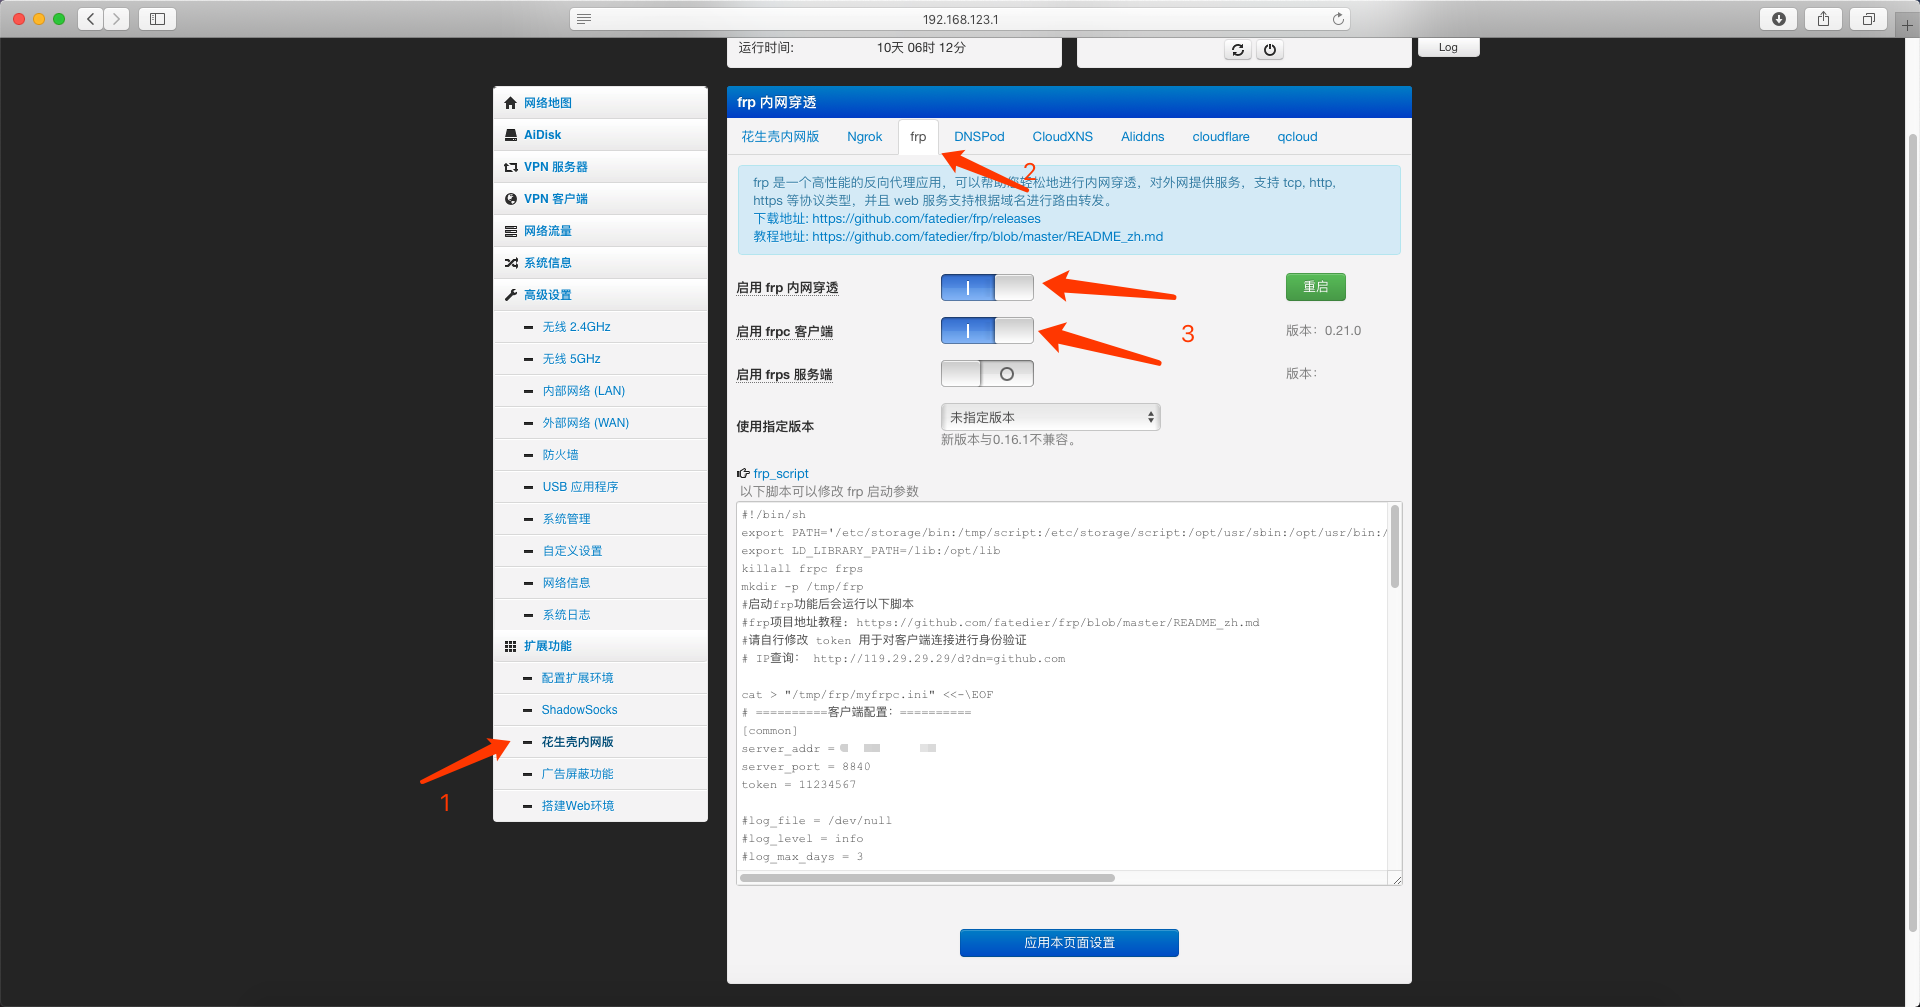 192.168.123.1
运行时间: 10天 06时 12分
Log
网络地图
AiDisk
VPN 服务器
VPN 客户端
网络流量
系统信息
高级设置
无线 2.4GHz
无线 5GHz
内部网络 (LAN)
外部网络 (WAN)
防火墙
USB 应用程序
系统管理
自定义设置
网络信息
系统日志
扩展功能
配置扩展环境
ShadowSocks
花生壳内网版
广告屏蔽功能
搭建Web环境
1
frp 内网穿透
花生壳内网版 Ngrok frp DNSPod CloudXNS Aliddns cloudflare qcloud
2
frp 是一个高性能的反向代理应用，可以帮助您轻松地进行内网穿透，对外网提供服务，支持 tcp, http,
https 等协议类型，并且 web 服务支持根据域名进行路由转发。
下载地址: https://github.com/fatedier/frp/releases
教程地址: https://github.com/fatedier/frp/blob/master/README_zh.md
启用 frp 内网穿透 重启
启用 frpc 客户端 3 版本：0.21.0
启用 frps 服务端 版本：
使用指定版本 未指定版本
新版本与0.16.1不兼容。
frp_script
以下脚本可以修改 frp 启动参数
#!/bin/sh
export PATH='/etc/storage/bin:/tmp/script:/etc/storage/script:/opt/usr/sbin:/opt/usr/bin:/
export LD_LIBRARY_PATH=/lib:/opt/lib
killall frpc frps
mkdir -p /tmp/frp
#启动frp功能后会运行以下脚本
#frp项目地址教程: https://github.com/fatedier/frp/blob/master/README_zh.md
#请自行修改 token 用于对客户端连接进行身份验证
# IP查询： http://119.29.29.29/d?dn=github.com
cat > "/tmp/frp/myfrpc.ini" <<-\EOF
# ==========客户端配置：==========
[common]
server_addr =
server_port = 8840
token = 11234567
#log_file = /dev/null
#log_level = info
#log_max_days = 3
应用本页面设置